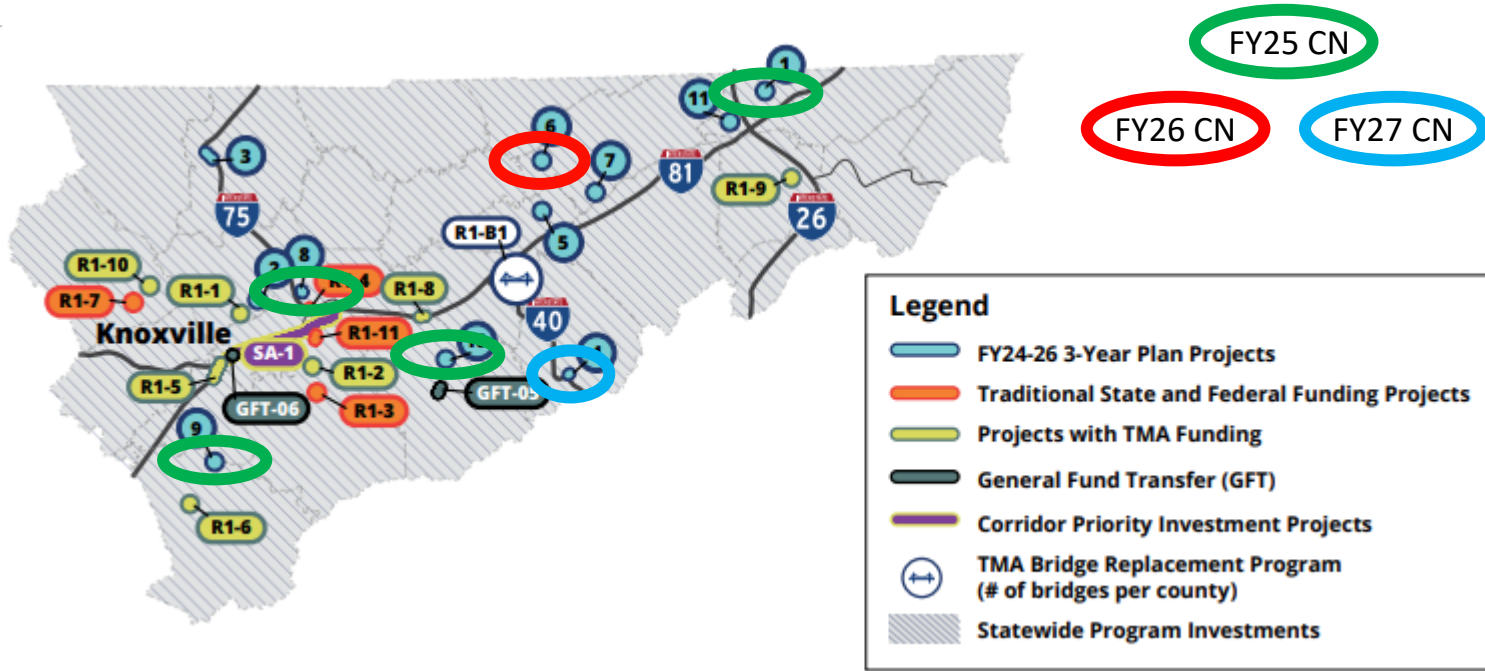 FY25 CN
FY26 CN
FY27 CN
1
11
6
3
7
81
R1-9
75
26
R1-B1
5
8
2
R1-10
R1-1
R1-8
R1-7
40
Knoxville
R1-11
SA-1
R1-2
R1-5
GFT-05
GFT-06
R1-3
9
R1-6
Legend
FY24-26 3-Year Plan Projects
Traditional State and Federal Funding Projects
Projects with TMA Funding
General Fund Transfer (GFT)
Corridor Priority Investment Projects
TMA Bridge Replacement Program
(# of bridges per county)
Statewide Program Investments